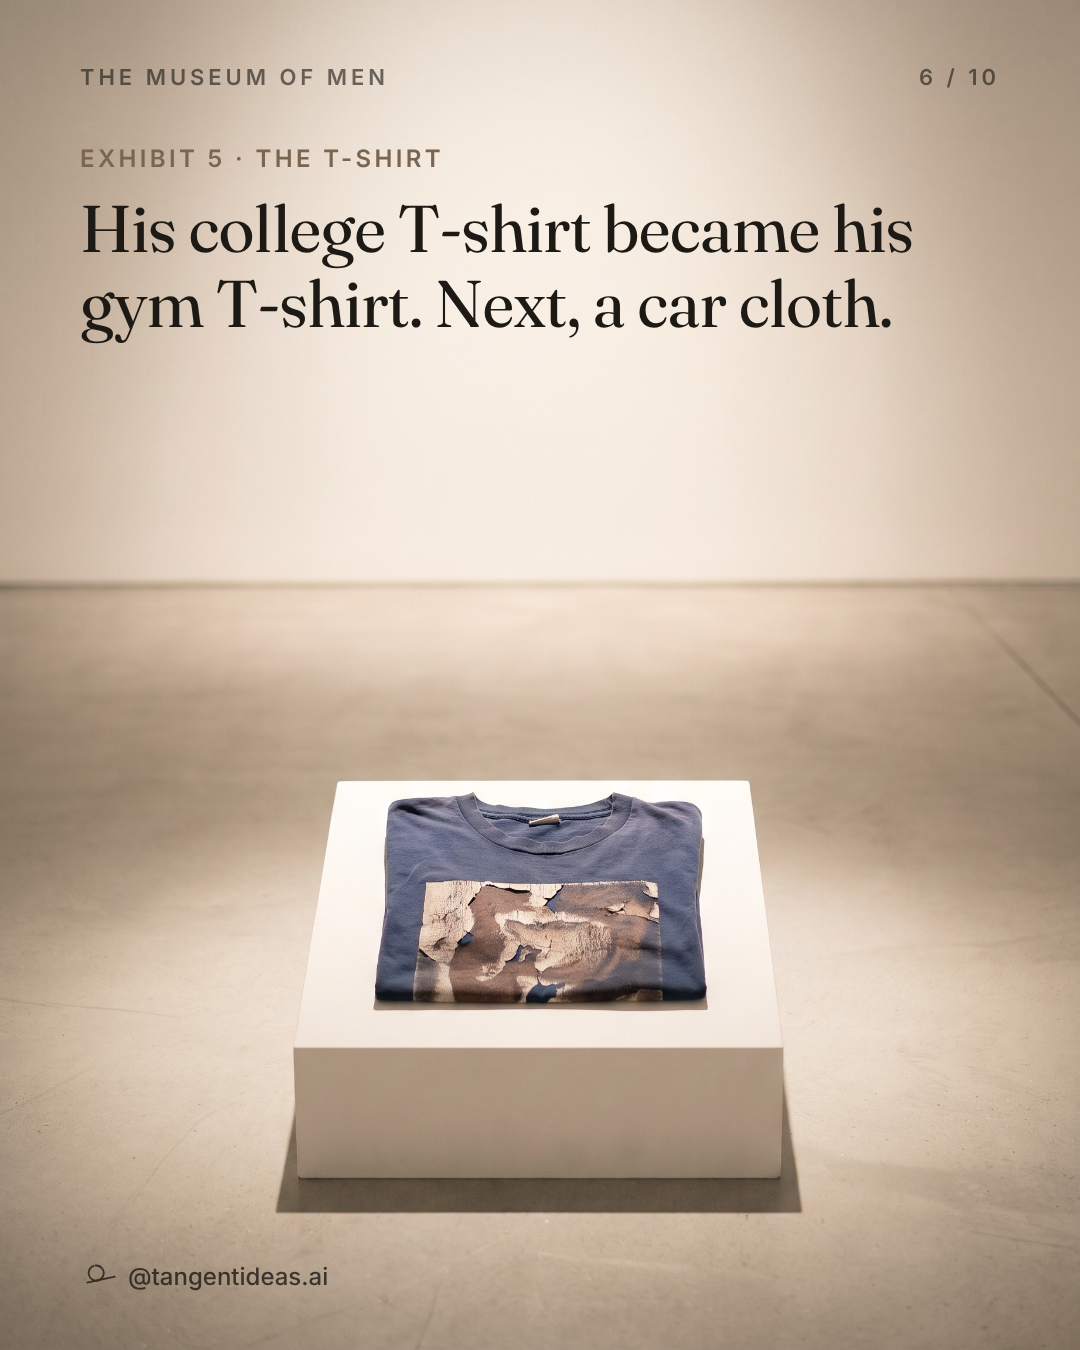 THE MUSEUM OF MEN
6 / 10
EXHIBIT 5 · THE T-SHIRT
His college T-shirt became his
gym T-shirt. Next, a car cloth.
@tangentideas.ai